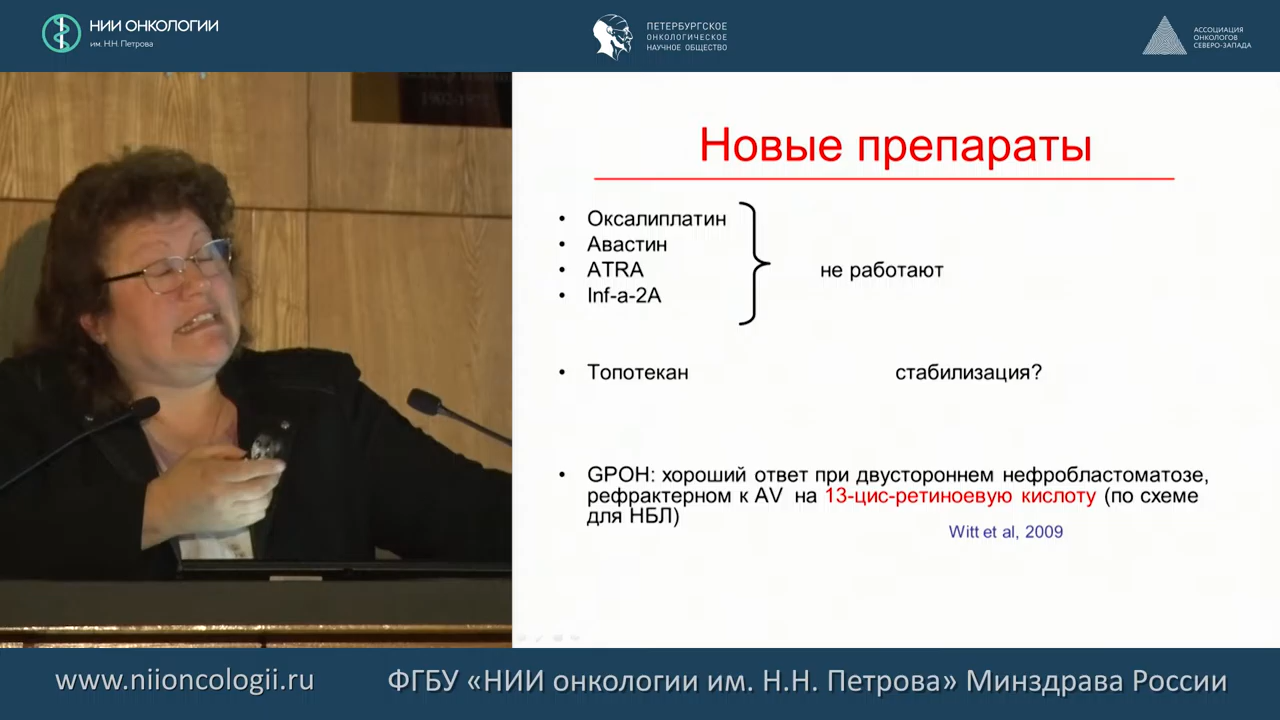 НИИ ОНКОЛОГИИ
им. Н.Н. Петрова
ПЕТЕРБУРГСКОЕ
ОНКОЛОГИЧЕСКОЕ
НАУЧНОЕ ОБЩЕСТВО
АССОЦИАЦИЯ
ОНКОЛОГОВ
СЕВЕРО-ЗАПАДА
Новые препараты
• Оксалиплатин
• Авастин
• ATRA
• Inf-a-2A
не работают
• Топотекан стабилизация?
• GPOH: хороший ответ при двустороннем нефробластоматозе,
рефрактерном к AV на 13-цис-ретиноевую кислоту (по схеме
для НБЛ)
Witt et al, 2009
www.niioncologii.ru ФГБУ «НИИ онкологии им. Н.Н. Петрова» Минздрава России